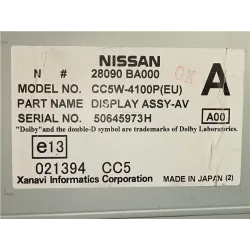 NISSAN
N # 28090 BA000
MODEL NO. CC5W-4100P(EU)
PART NAME DISPLAY ASSY-AV
SERIAL NO. 50645973H
A
OK
A00
"Dolby" and the double-D symbol are trademarks of Dolby Laboratories.
e13
021394 CC5
Xanavi Informatics Corporation MADE IN JAPAN (2)